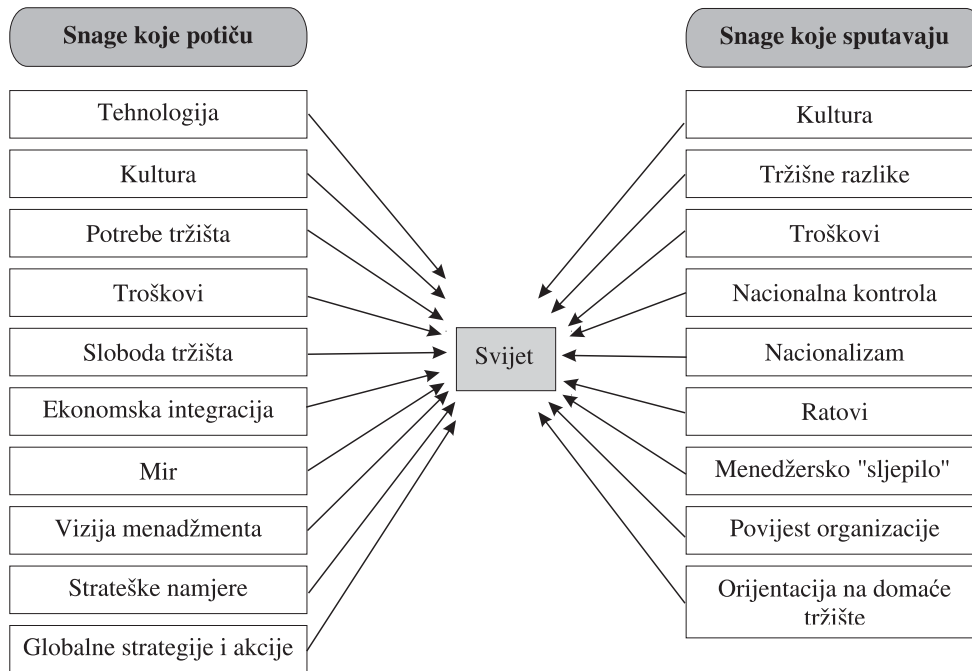 Snage koje potiču
Tehnologija
Kultura
Potrebe tržišta
Troškovi
Sloboda tržišta
Ekonomska integracija
Mir
Vizija menadžmenta
Strateške namjere
Globalne strategije i akcije
Svijet
Snage koje sputavaju
Kultura
Tržišne razlike
Troškovi
Nacionalna kontrola
Nacionalizam
Ratovi
Menedžersko "sljepilo"
Povijest organizacije
Orijentacija na domaće
tržište